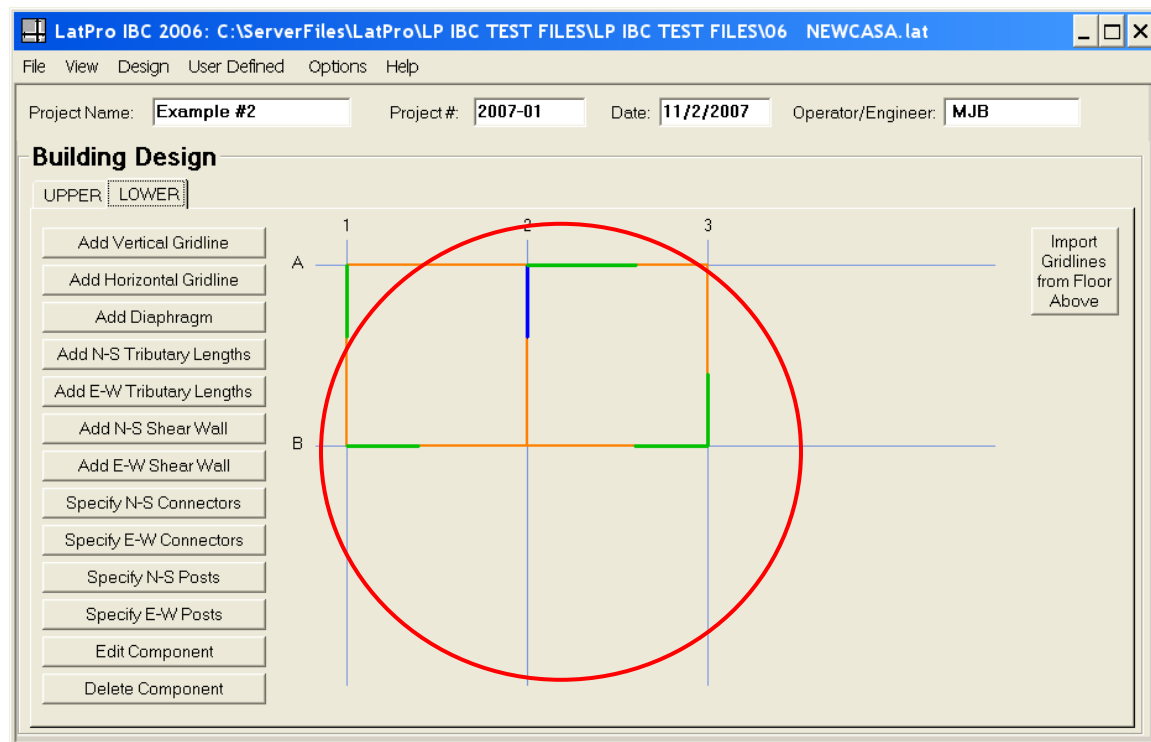 LatPro IBC 2006: C:\ServerFiles\LatPro\LP IBC TEST FILES\LP IBC TEST FILES\06 NEWCASA.lat
File View Design User Defined Options Help
Project Name: Example #2 Project #: 2007-01 Date: 11/2/2007 Operator/Engineer: MJB
Building Design
UPPER LOWER
1 2 3
A
B
Add Vertical Gridline
Add Horizontal Gridline
Add Diaphragm
Add N-S Tributary Lengths
Add E-W Tributary Lengths
Add N-S Shear Wall
Add E-W Shear Wall
Specify N-S Connectors
Specify E-W Connectors
Specify N-S Posts
Specify E-W Posts
Edit Component
Delete Component
Import
Gridlines
from Floor
Above